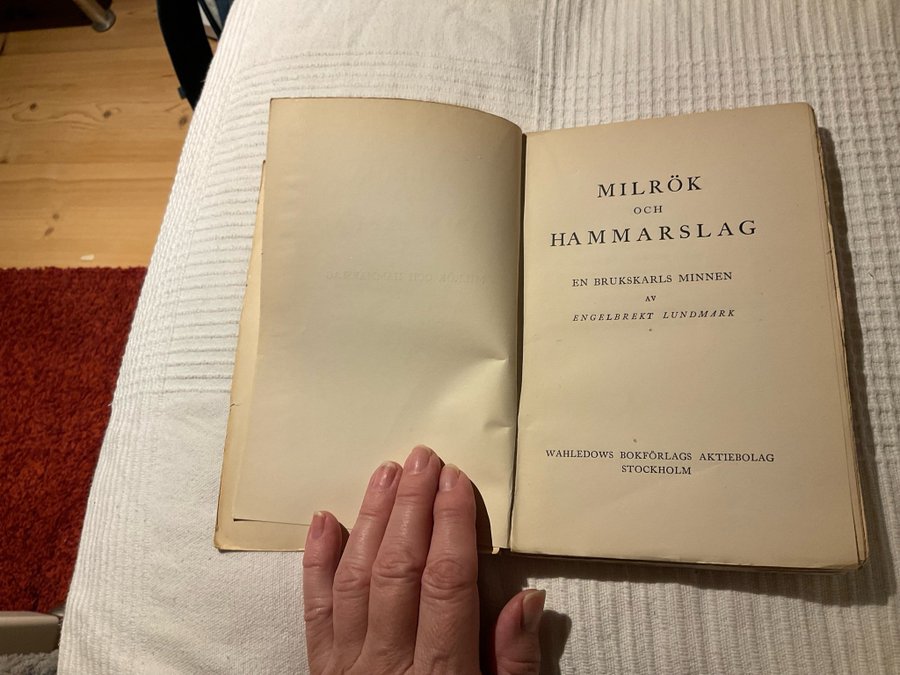 MILRÖK
OCH
HAMMARSLAG
EN BRUKSKARLS MINNEN
AV
ENGELBREKT LUNDMARK
WAHLEDOWS BOKFÖRLAGS AKTIEBOLAG
STOCKHOLM